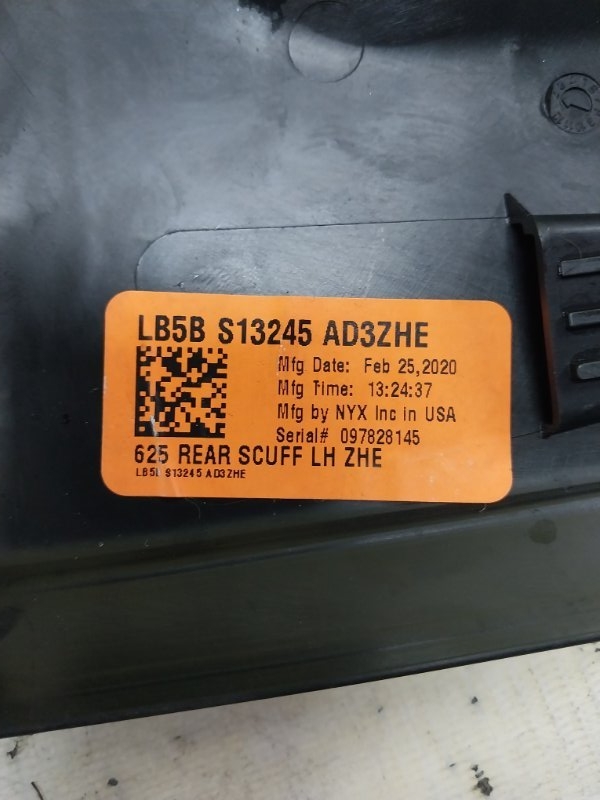 LB5B S13245 AD3ZHE
Mfg Date: Feb 25,2020
Mfg Time: 13:24:37
Mfg by NYX Inc in USA
Serial# 097828145
625 REAR SCUFF LH ZHE
LB5B S13245 AD3ZHE